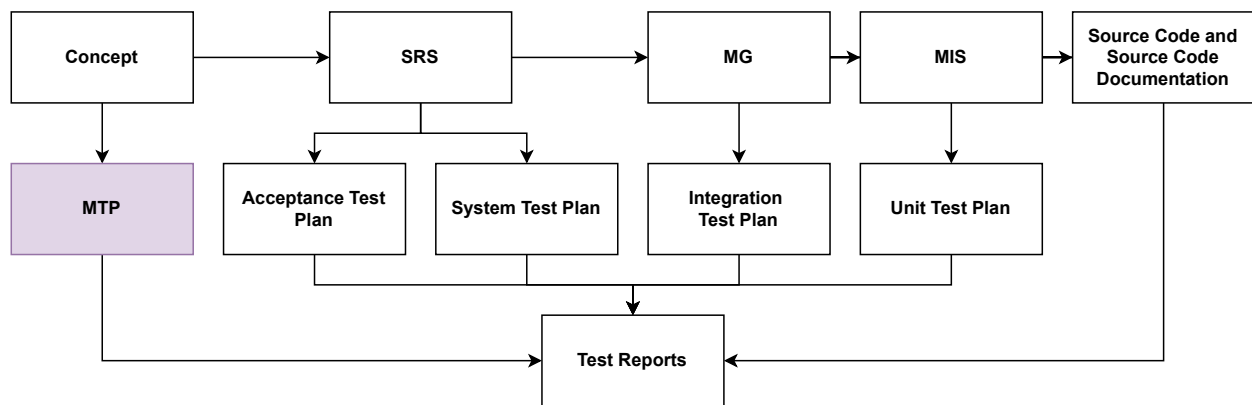 Concept
SRS
MG
MIS
Source Code and
Source Code
Documentation
MTP
Acceptance Test
Plan
System Test Plan
Integration
Test Plan
Unit Test Plan
Test Reports